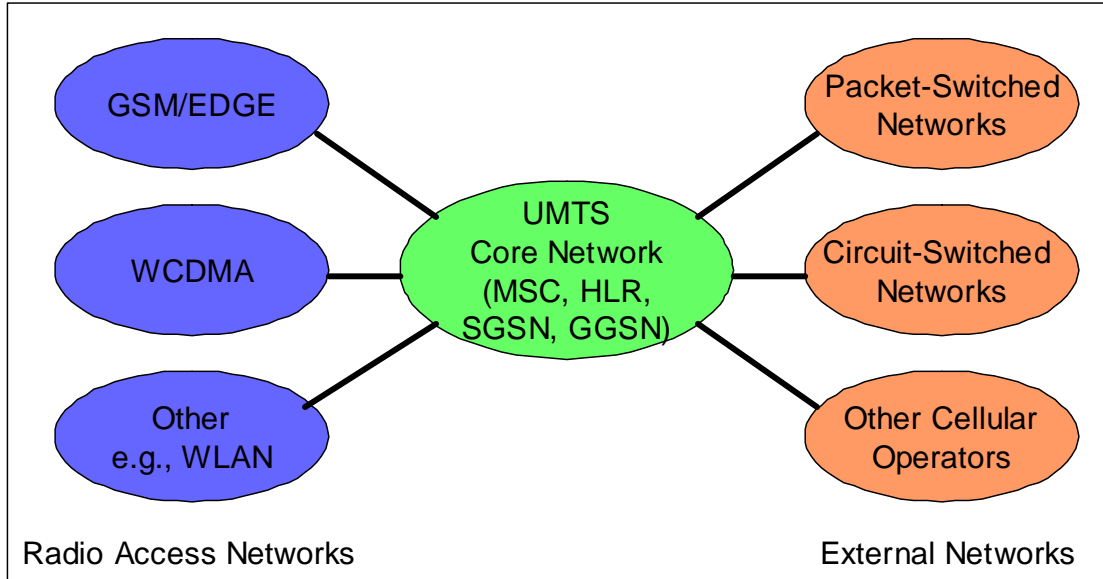 GSM/EDGE
WCDMA
Other
e.g., WLAN
Radio Access Networks
UMTS
Core Network
(MSC, HLR,
SGSN, GGSN)
Packet-Switched
Networks
Circuit-Switched
Networks
Other Cellular
Operators
External Networks